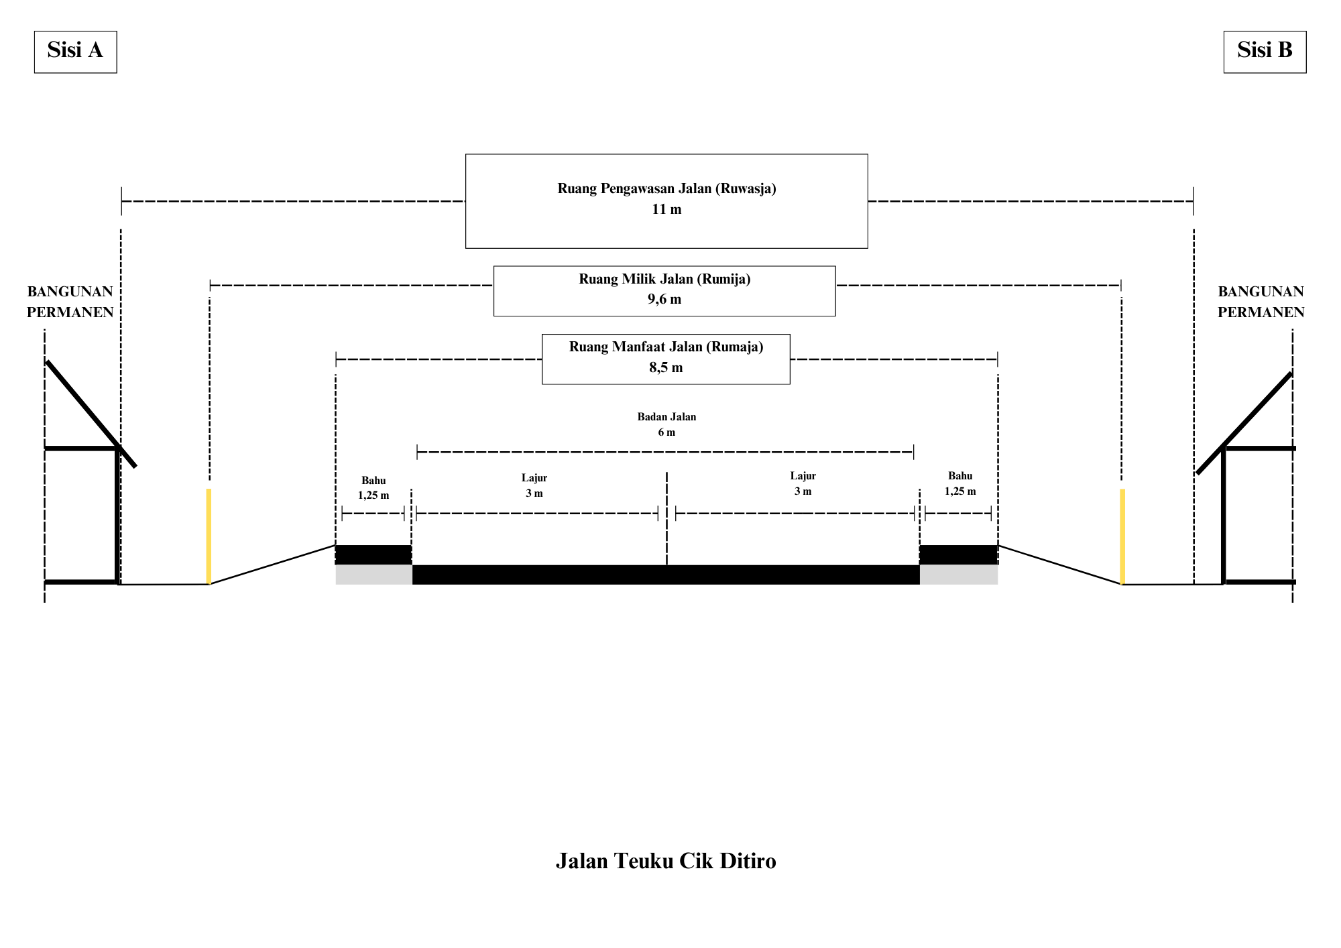 Sisi A
Sisi B
Ruang Pengawasan Jalan (Ruwasja)
11 m
Ruang Milik Jalan (Rumija)
9,6 m
BANGUNAN
PERMANEN
BANGUNAN
PERMANEN
Ruang Manfaat Jalan (Rumaja)
8,5 m
Badan Jalan
6 m
Bahu
1,25 m
Lajur
3 m
Lajur
3 m
Bahu
1,25 m
Jalan Teuku Cik Ditiro